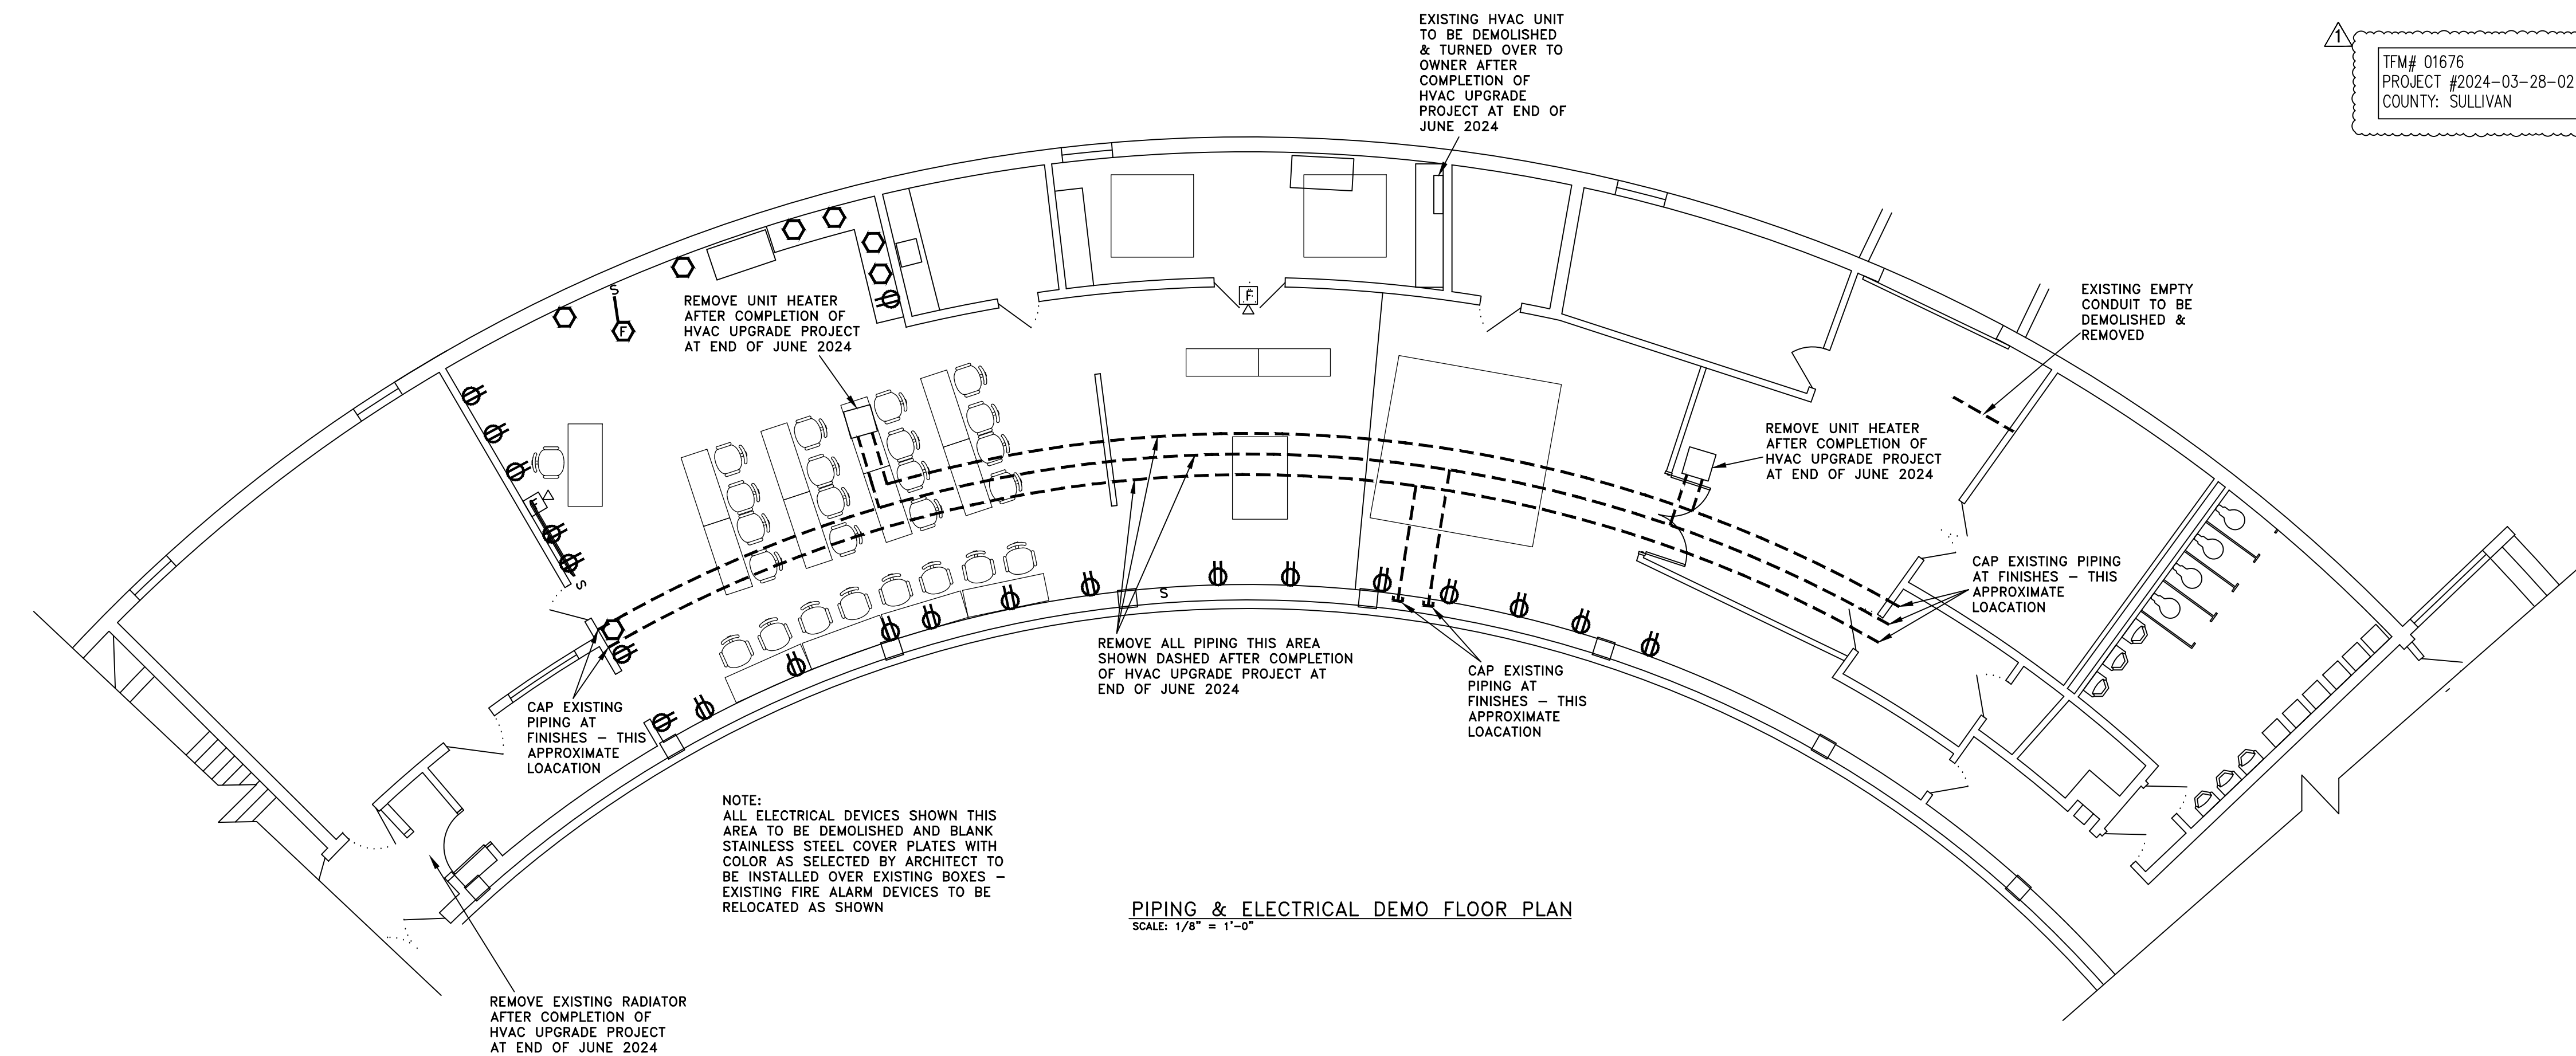 EXISTING HVAC UNIT
TO BE DEMOLISHED
& TURNED OVER TO
OWNER AFTER
COMPLETION OF
HVAC UPGRADE
PROJECT AT END OF
JUNE 2024
1
TFM# 01676
PROJECT #2024-03-28-02
COUNTY: SULLIVAN
EXISTING EMPTY
CONDUIT TO BE
DEMOLISHED &
REMOVED
S
F
F
REMOVE UNIT HEATER
AFTER COMPLETION OF
HVAC UPGRADE PROJECT
AT END OF JUNE 2024
REMOVE UNIT HEATER
AFTER COMPLETION OF
HVAC UPGRADE PROJECT
AT END OF JUNE 2024
F
S
S
CAP EXISTING PIPING
AT FINISHES – THIS
APPROXIMATE
LOACATION
REMOVE ALL PIPING THIS AREA
SHOWN DASHED AFTER COMPLETION
OF HVAC UPGRADE PROJECT AT
END OF JUNE 2024
CAP EXISTING
PIPING AT
FINISHES – THIS
APPROXIMATE
LOACATION
CAP EXISTING
PIPING AT
FINISHES – THIS
APPROXIMATE
LOACATION
NOTE:
ALL ELECTRICAL DEVICES SHOWN THIS
AREA TO BE DEMOLISHED AND BLANK
STAINLESS STEEL COVER PLATES WITH
COLOR AS SELECTED BY ARCHITECT TO
BE INSTALLED OVER EXISTING BOXES –
EXISTING FIRE ALARM DEVICES TO BE
RELOCATED AS SHOWN
PIPING & ELECTRICAL DEMO FLOOR PLAN
SCALE: 1/8" = 1'-0"
REMOVE EXISTING RADIATOR
AFTER COMPLETION OF
HVAC UPGRADE PROJECT
AT END OF JUNE 2024